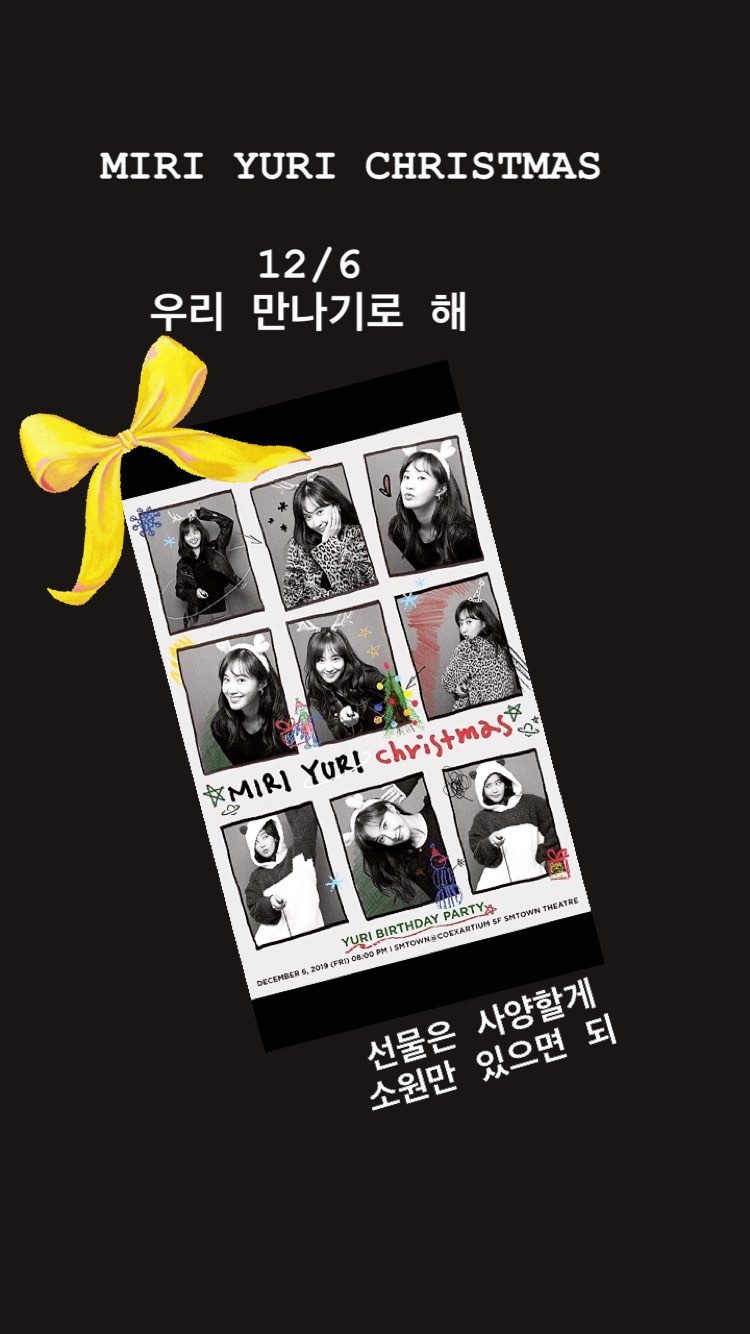 MIRI YURI CHRISTMAS
12/6
우리 만나기로 해
MIRI YURI christmas
YURI BIRTHDAY PARTY
DECEMBER 6, 2019 (FRI) 08:00 PM | SMTOWN@COEXARTIUM 5F SMTOWN THEATRE
선물은 사양할게
소원만 있으면 되